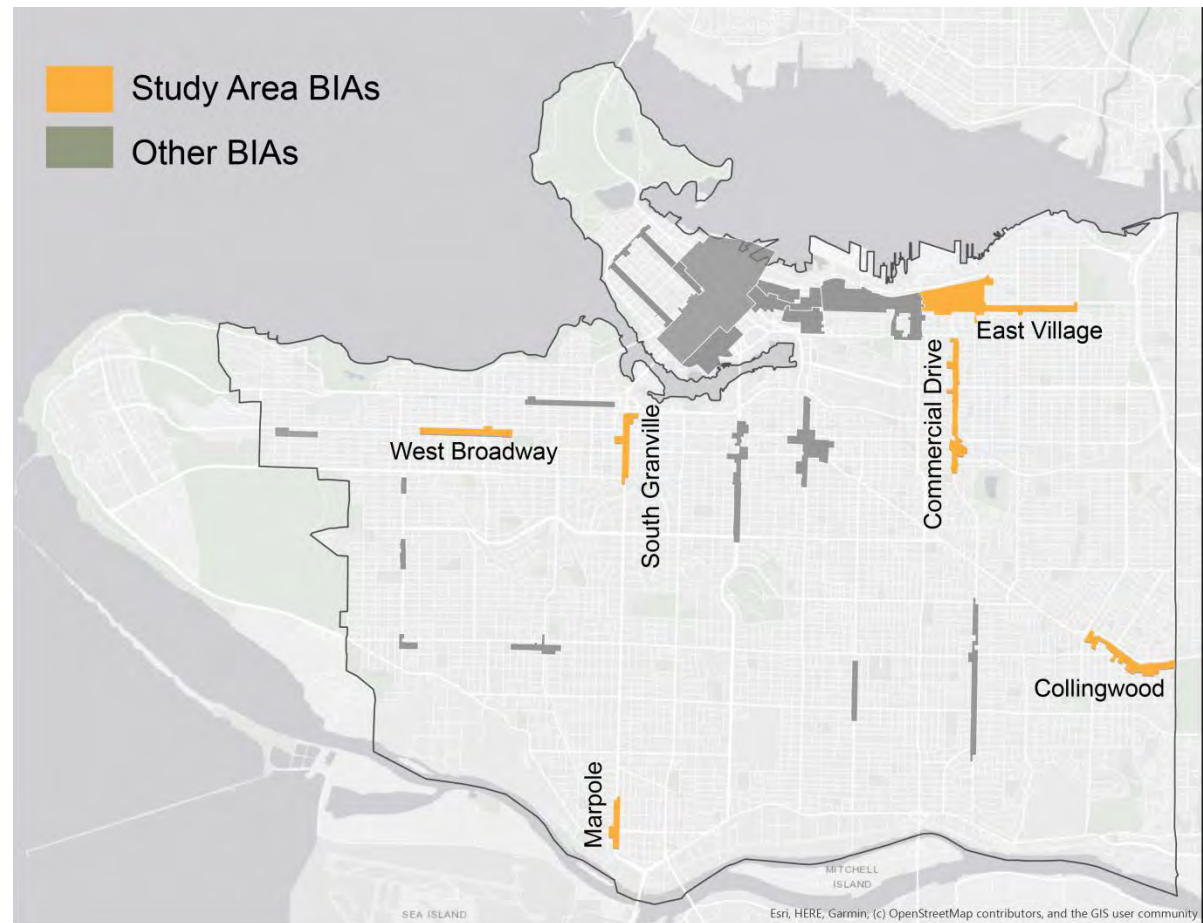 Study Area BIAs
Other BIAs
East Village
Commercial Drive
South Granville
West Broadway
Collingwood
Marpole
MITCHELL
ISLAND
SEA ISLAND
Esri, HERE, Garmin, (c) OpenStreetMap contributors, and the GIS user community